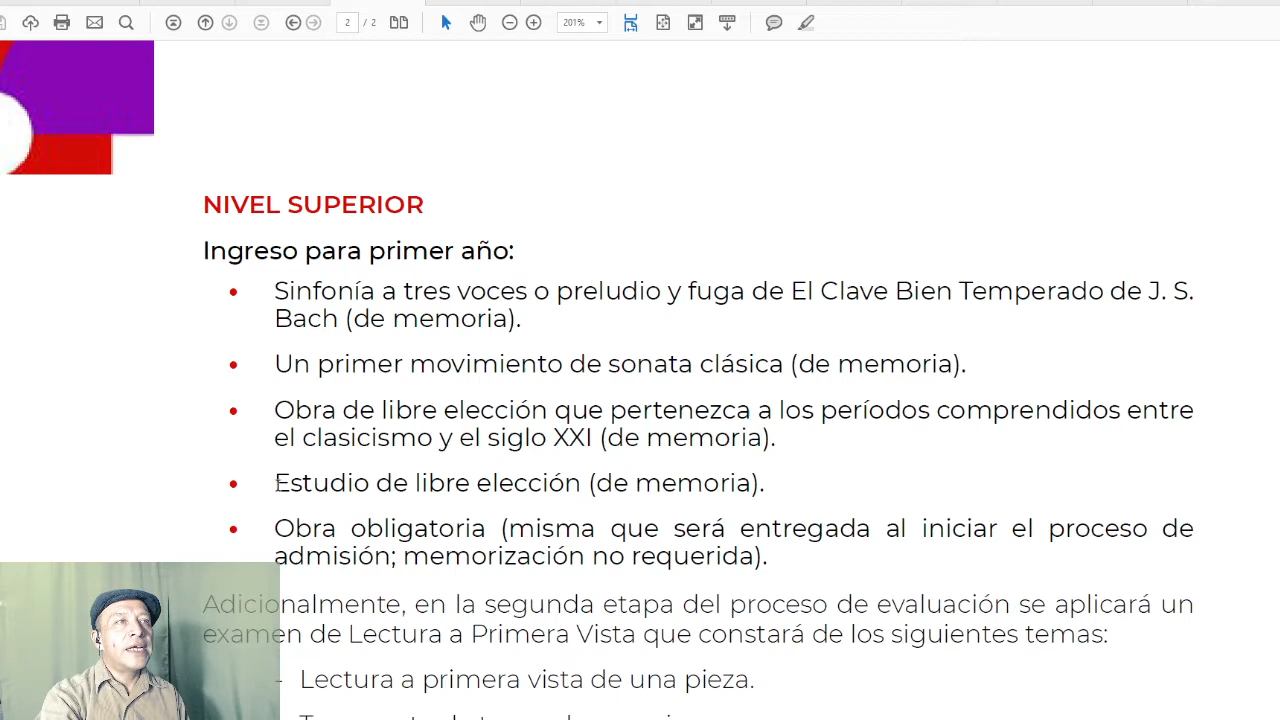 2 / 2
201%
NIVEL SUPERIOR
Ingreso para primer año:
• Sinfonía a tres voces o preludio y fuga de El Clave Bien Temperado de J. S.
Bach (de memoria).
• Un primer movimiento de sonata clásica (de memoria).
• Obra de libre elección que pertenezca a los períodos comprendidos entre
el clasicismo y el siglo XXI (de memoria).
• Estudio de libre elección (de memoria).
• Obra obligatoria (misma que será entregada al iniciar el proceso de
admisión; memorización no requerida).
Adicionalmente, en la segunda etapa del proceso de evaluación se aplicará un
examen de Lectura a Primera Vista que constará de los siguientes temas:
- Lectura a primera vista de una pieza.